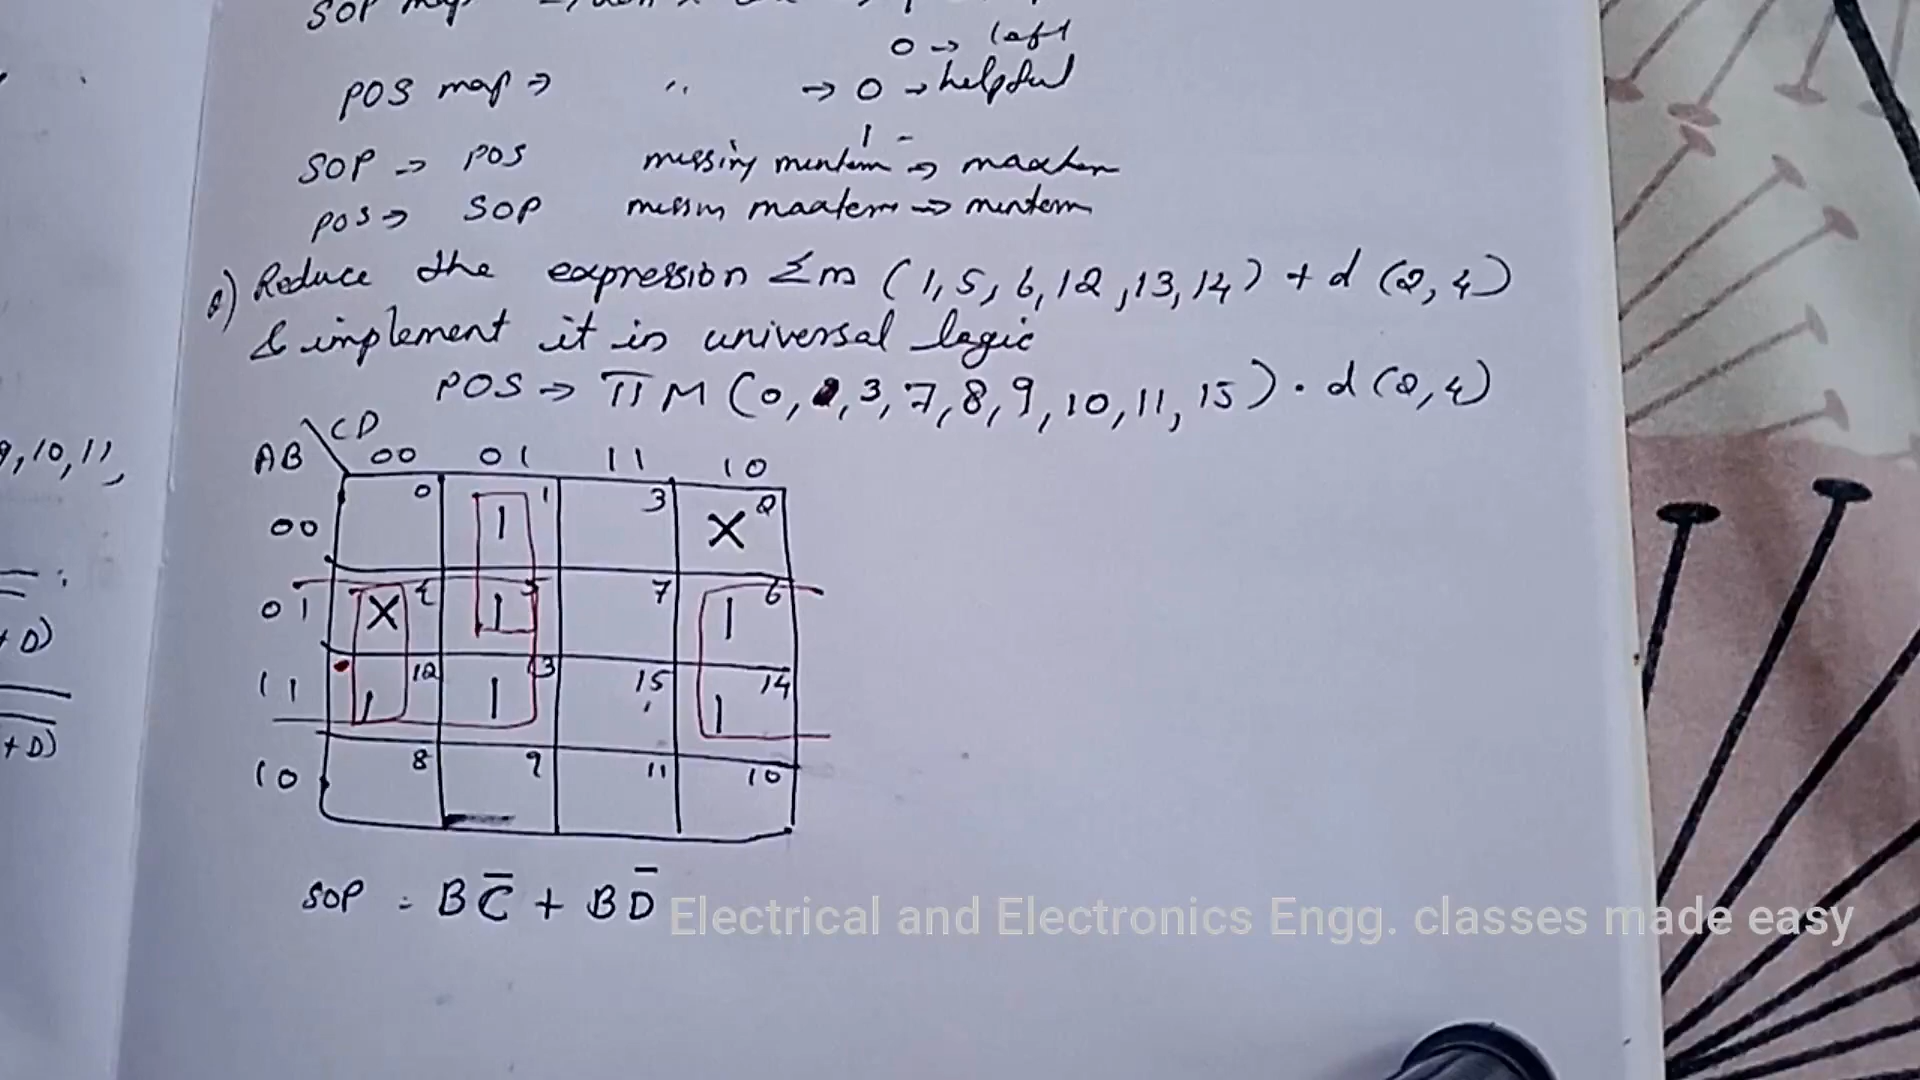 SOP map
0 → left
POS map ⇒ ,, → 0 → helpful
1 -
SOP → POS missing minterm → maxterm
POS → SOP missin maxterm → minterm
Q) Reduce the expression Σm (1,5,6,12,13,14) + d (2,4)
& implement it in universal logic
POS → ΠM (0, 3,7,8,9,10,11,15) · d (2,4)
9,10,11,
AB \ CD 00 01 11 10
00 0 1 1 3 X 2
01 X 4 1 5 7 1 6
11 1 12 1 13 15 1 14
10 8 9 11 10
+ D)
+ D)
SOP = BC̅ + BD̅
Electrical and Electronics Engg. classes made easy